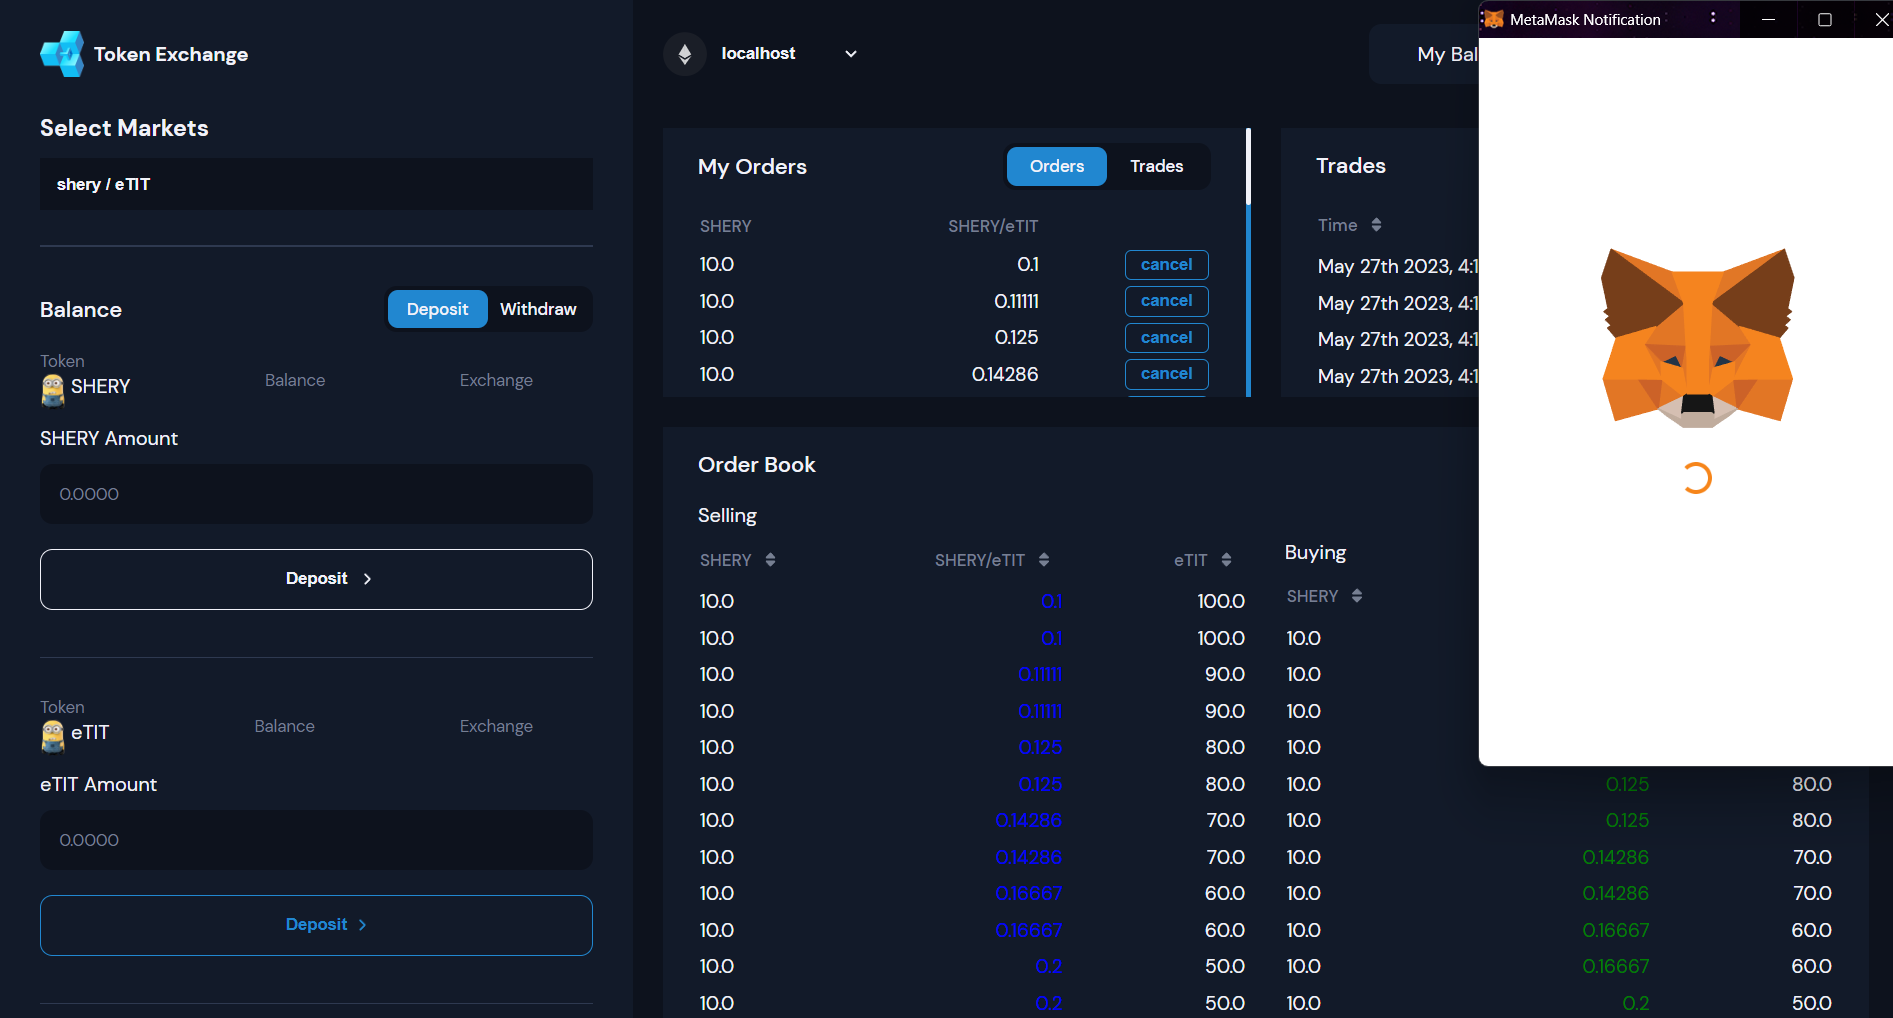 Token Exchange
Select Markets
shery / eTIT
Balance
Deposit
Withdraw
Token
SHERY
Balance
Exchange
SHERY Amount
0.0000
Deposit
Token
eTIT
Balance
Exchange
eTIT Amount
0.0000
Deposit
localhost
My Bal
My Orders
Orders
Trades
SHERY SHERY/eTIT
10.0 0.1 cancel
10.0 0.11111 cancel
10.0 0.125 cancel
10.0 0.14286 cancel
Trades
Time
May 27th 2023, 4:1
May 27th 2023, 4:1
May 27th 2023, 4:1
May 27th 2023, 4:1
Order Book
Selling
SHERY SHERY/eTIT eTIT
10.0 0.1 100.0
10.0 0.1 100.0
10.0 0.11111 90.0
10.0 0.11111 90.0
10.0 0.125 80.0
10.0 0.125 80.0
10.0 0.14286 70.0
10.0 0.14286 70.0
10.0 0.16667 60.0
10.0 0.16667 60.0
10.0 0.2 50.0
10.0 0.2 50.0
Buying
SHERY
10.0
10.0
10.0
10.0
10.0 0.125 80.0
10.0 0.125 80.0
10.0 0.14286 70.0
10.0 0.14286 70.0
10.0 0.16667 60.0
10.0 0.16667 60.0
10.0 0.2 50.0
MetaMask Notification